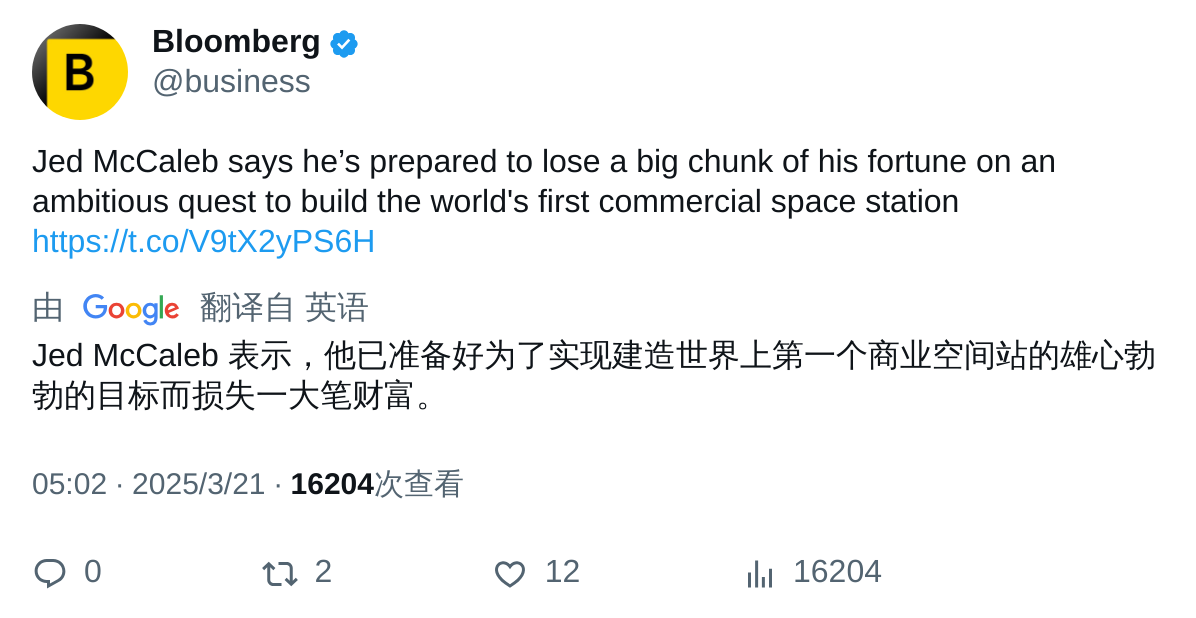 Bloomberg
@business
Jed McCaleb says he’s prepared to lose a big chunk of his fortune on an
ambitious quest to build the world's first commercial space station
https://t.co/V9tX2yPS6H
由 Google 翻译自 英语
Jed McCaleb 表示，他已准备好为了实现建造世界上第一个商业空间站的雄心勃
勃的目标而损失一大笔财富。
05:02 · 2025/3/21 · 16204次查看
0 2 12 16204